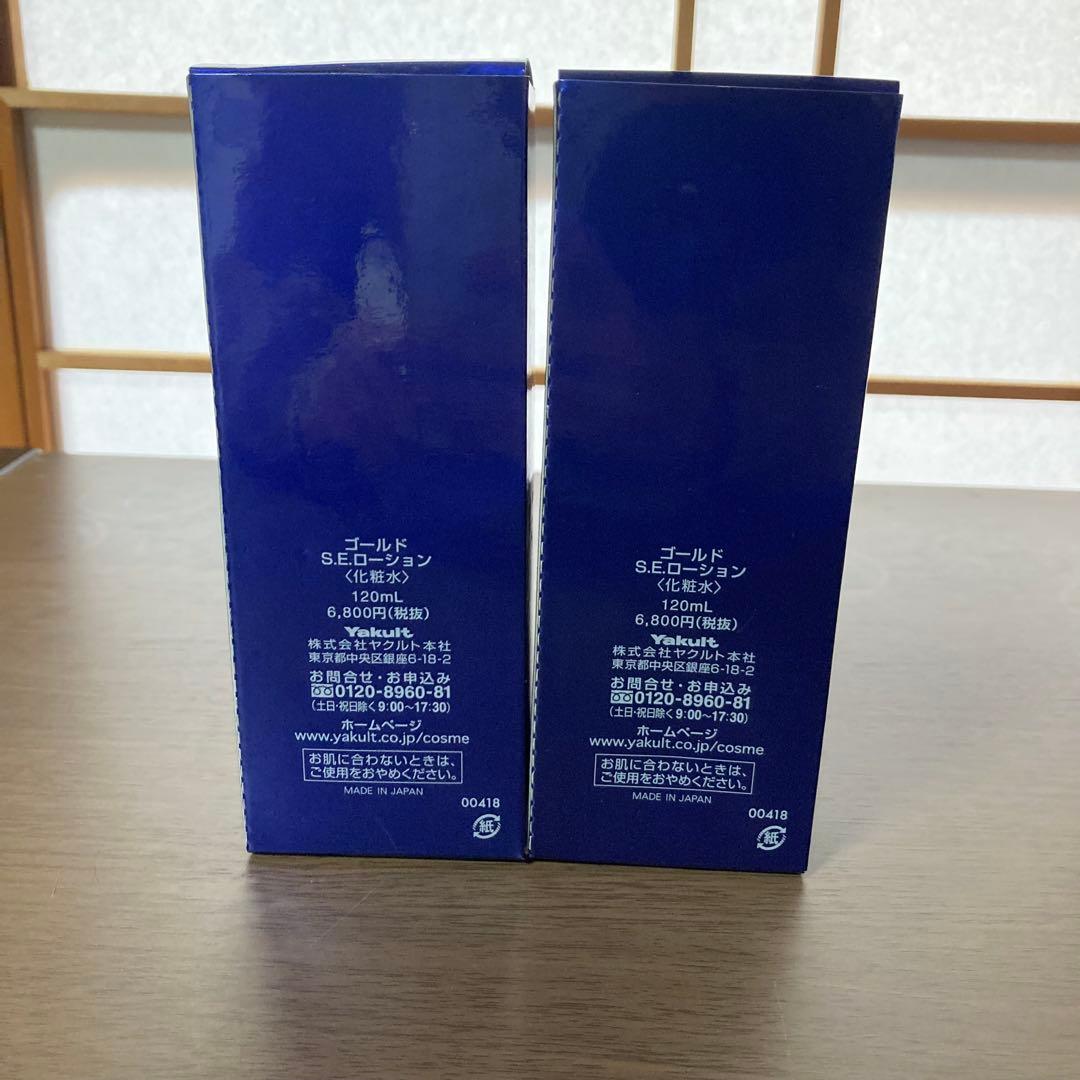 ゴールド
S.E.ローション
〈化粧水〉
120mL
6,800円(税抜)
Yakult
株式会社ヤクルト本社
東京都中央区銀座6-18-2
お問合せ・お申込み
0120-8960-81
(土日・祝日除く 9:00〜17:30)
ホームページ
www.yakult.co.jp/cosme
お肌に合わないときは、
ご使用をおやめください。
MADE IN JAPAN
00418
紙
ゴールド
S.E.ローション
〈化粧水〉
120mL
6,800円(税抜)
Yakult
株式会社ヤクルト本社
東京都中央区銀座6-18-2
お問合せ・お申込み
0120-8960-81
(土日・祝日除く 9:00〜17:30)
ホームページ
www.yakult.co.jp/cosme
お肌に合わないときは、
ご使用をおやめください。
MADE IN JAPAN
00418
紙